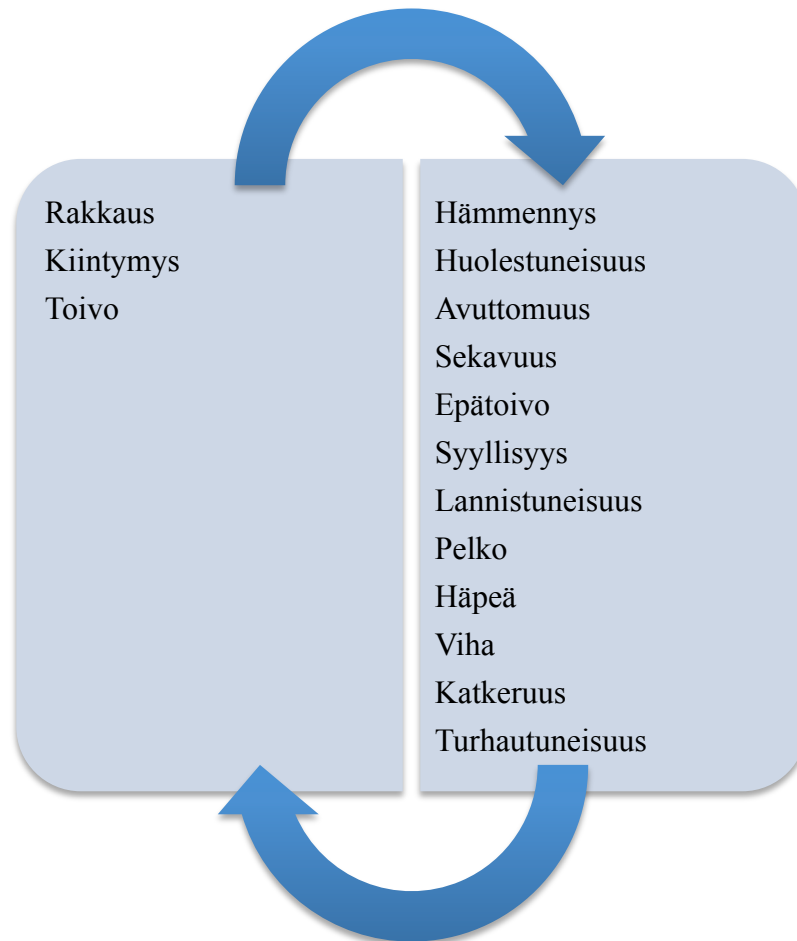 Rakkaus
Kiintymys
Toivo
Hämmennys
Huolestuneisuus
Avuttomuus
Sekavuus
Epätoivo
Syyllisyys
Lannistuneisuus
Pelko
Häpeä
Viha
Katkeruus
Turhautuneisuus